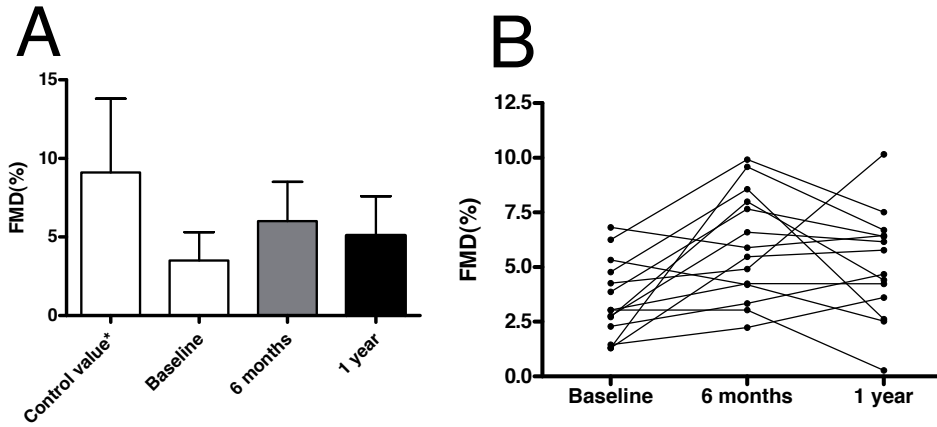 A
15
10
5
0
FMD(%)
Control value*
Baseline
6 months
1 year
B
12.5
10.0
7.5
5.0
2.5
0.0
FMD(%)
Baseline
6 months
1 year